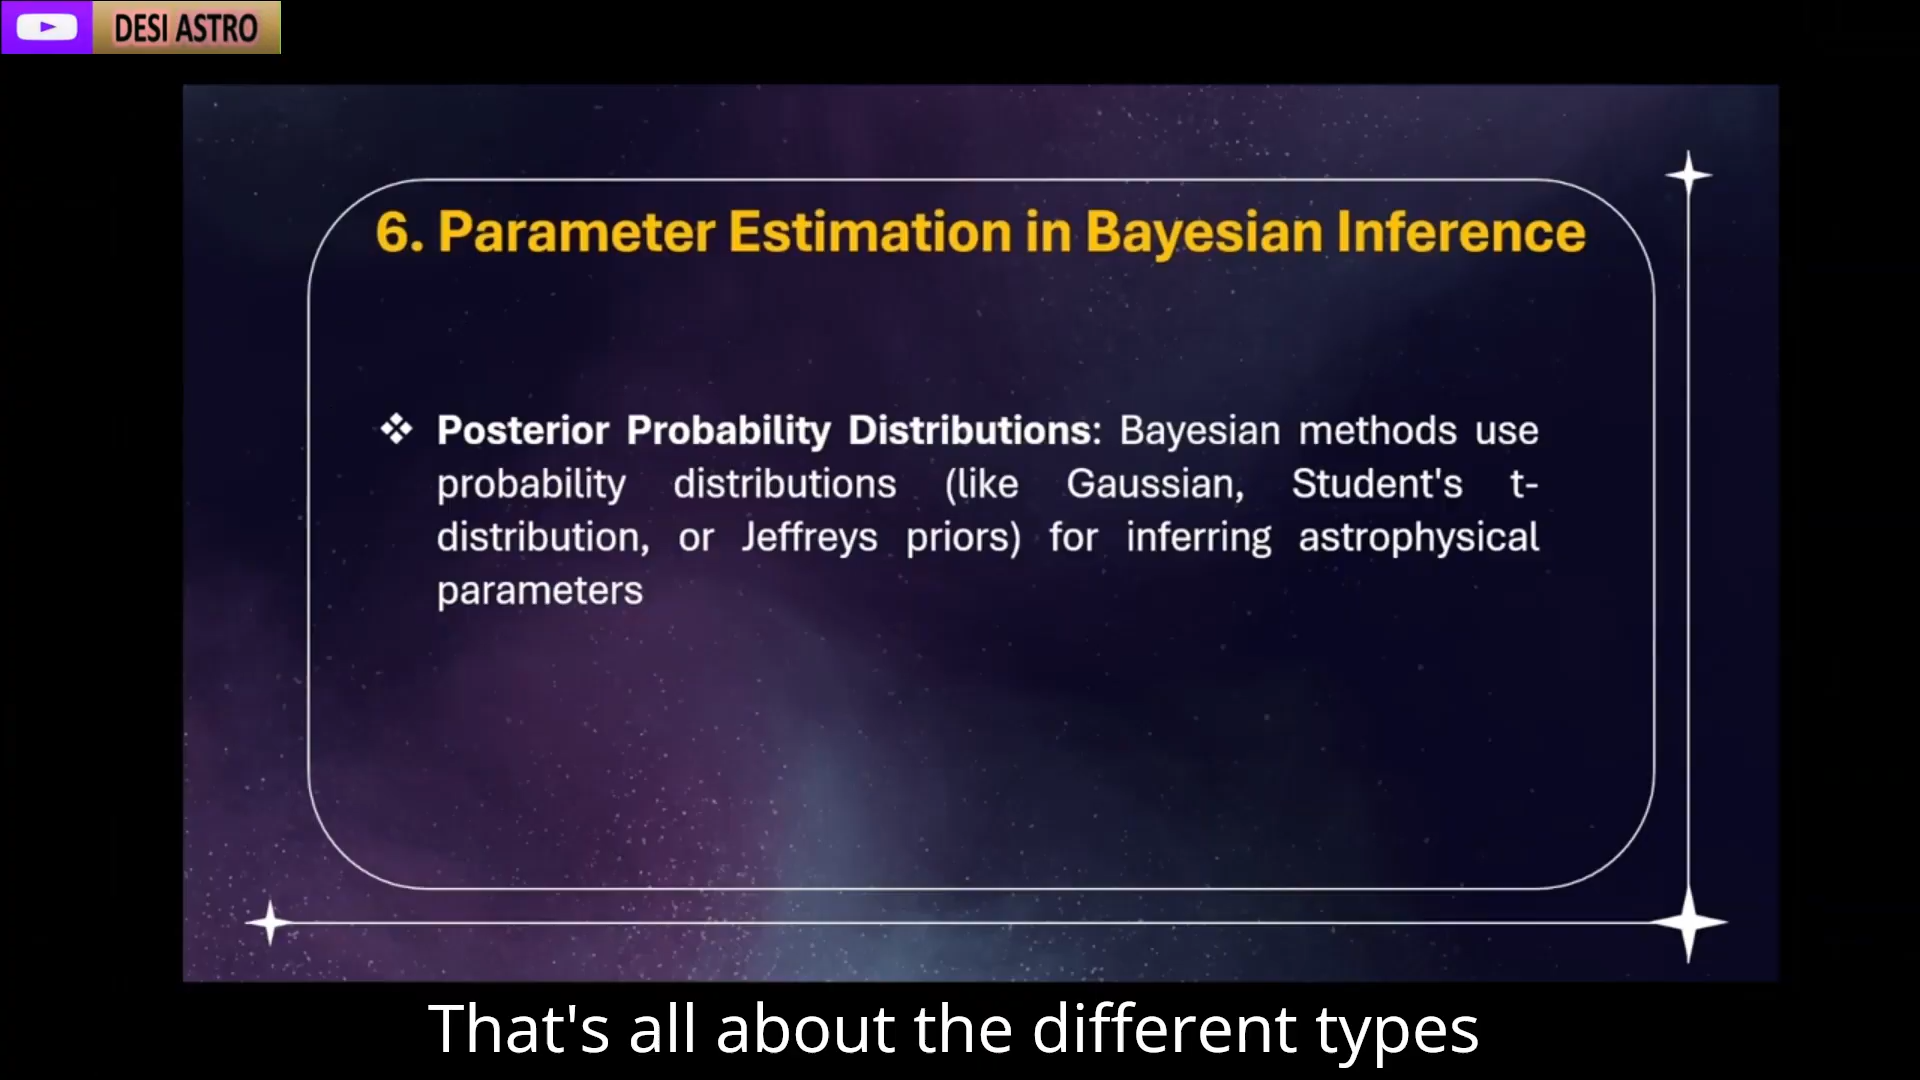 DESI ASTRO
6. Parameter Estimation in Bayesian Inference
❖ Posterior Probability Distributions: Bayesian methods use
probability distributions (like Gaussian, Student's t-
distribution, or Jeffreys priors) for inferring astrophysical
parameters
That's all about the different types